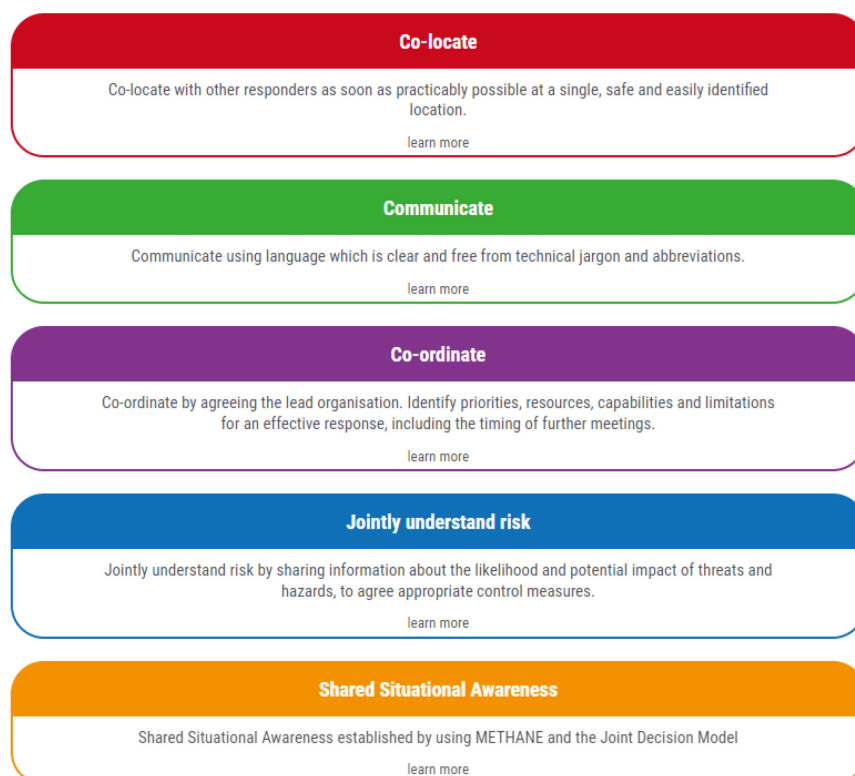 Co-locate
Co-locate with other responders as soon as practicably possible at a single, safe and easily identified
location.
learn more
Communicate
Communicate using language which is clear and free from technical jargon and abbreviations.
learn more
Co-ordinate
Co-ordinate by agreeing the lead organisation. Identify priorities, resources, capabilities and limitations
for an effective response, including the timing of further meetings.
learn more
Jointly understand risk
Jointly understand risk by sharing information about the likelihood and potential impact of threats and
hazards, to agree appropriate control measures.
learn more
Shared Situational Awareness
Shared Situational Awareness established by using METHANE and the Joint Decision Model
learn more